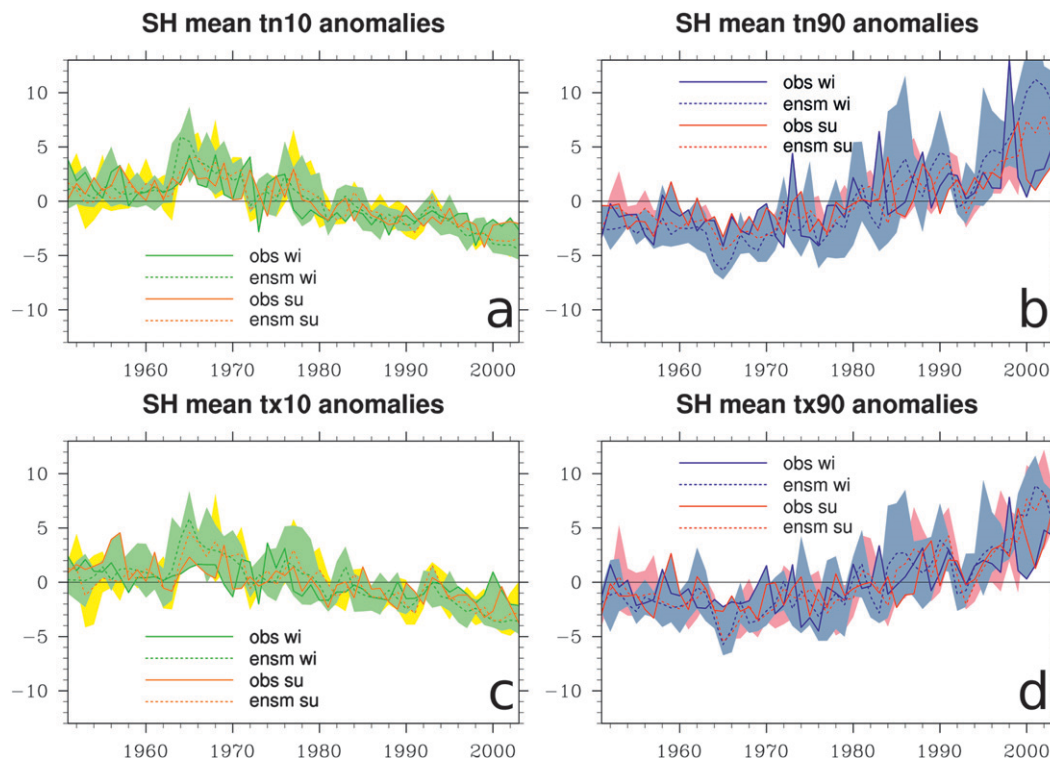 SH mean tn10 anomalies
10
5
0
−5
−10
obs wi
ensm wi
obs su
ensm su
a
1960 1970 1980 1990 2000
SH mean tn90 anomalies
10
5
0
−5
−10
obs wi
ensm wi
obs su
ensm su
b
1960 1970 1980 1990 2000
SH mean tx10 anomalies
10
5
0
−5
−10
obs wi
ensm wi
obs su
ensm su
c
1960 1970 1980 1990 2000
SH mean tx90 anomalies
10
5
0
−5
−10
obs wi
ensm wi
obs su
ensm su
d
1960 1970 1980 1990 2000